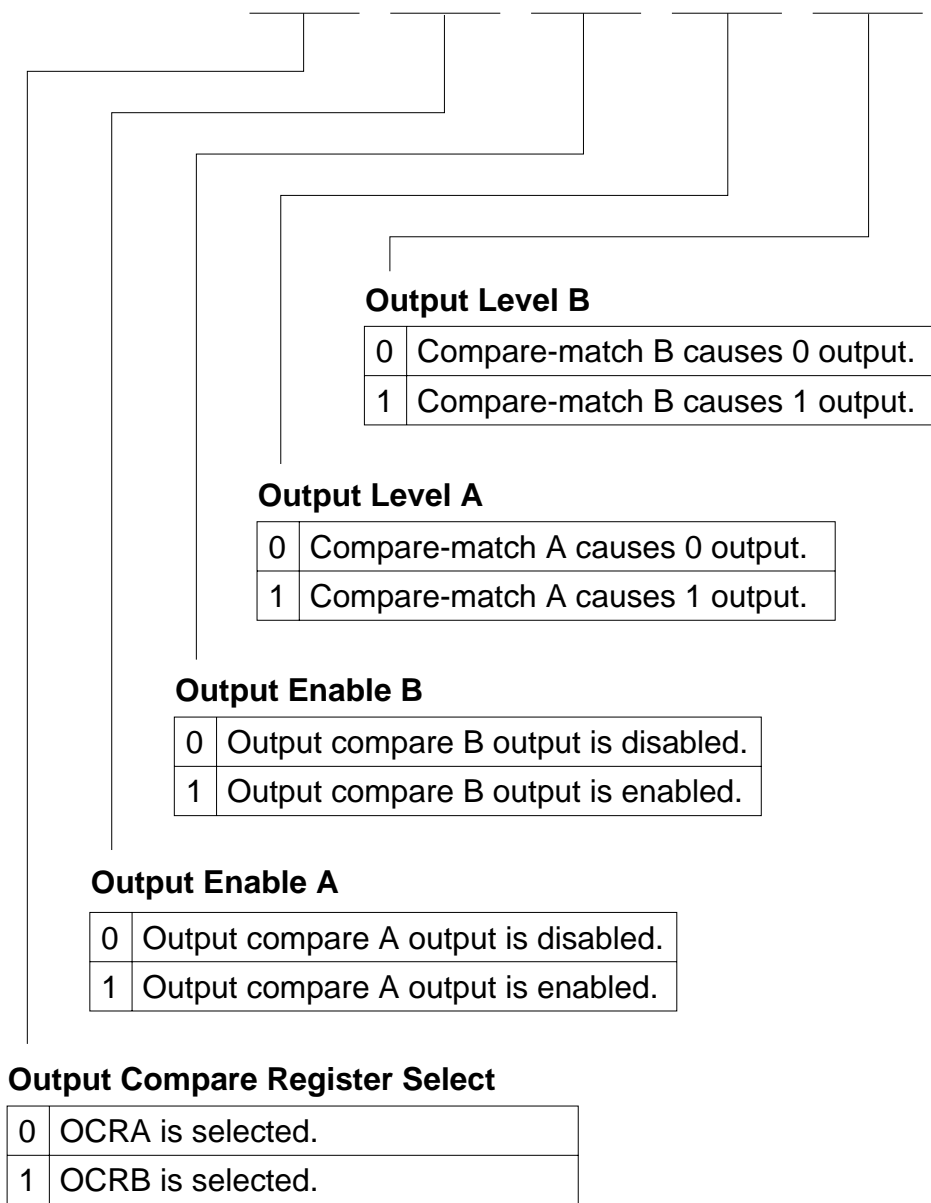 Output Level B
0 Compare-match B causes 0 output.
1 Compare-match B causes 1 output.
Output Level A
0 Compare-match A causes 0 output.
1 Compare-match A causes 1 output.
Output Enable B
0 Output compare B output is disabled.
1 Output compare B output is enabled.
Output Enable A
0 Output compare A output is disabled.
1 Output compare A output is enabled.
Output Compare Register Select
0 OCRA is selected.
1 OCRB is selected.